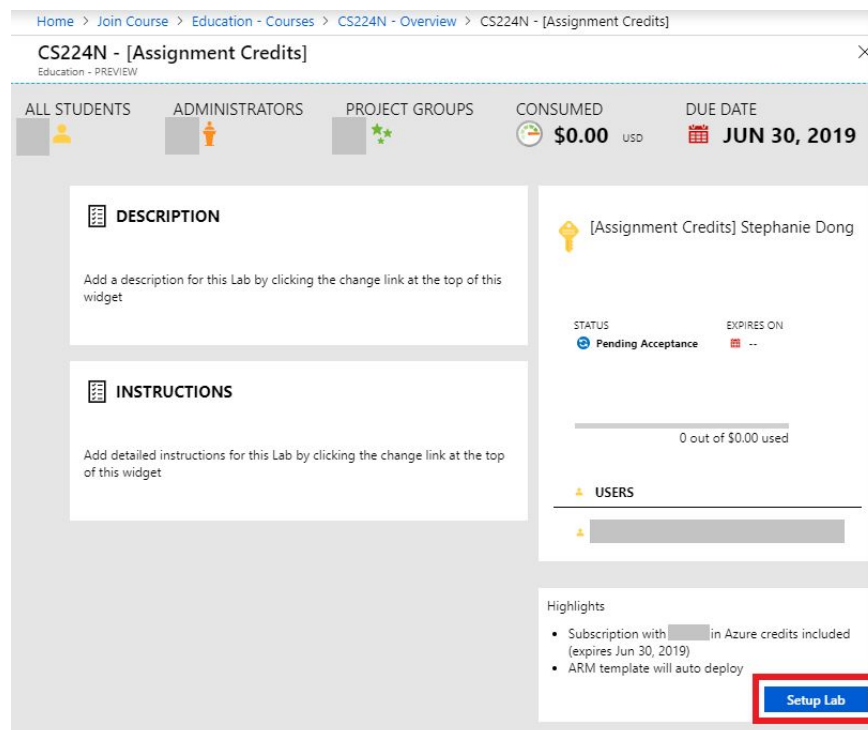 Home > Join Course > Education - Courses > CS224N - Overview > CS224N - [Assignment Credits]
CS224N - [Assignment Credits]
Education - PREVIEW
ALL STUDENTS ADMINISTRATORS PROJECT GROUPS CONSUMED DUE DATE
$0.00 USD JUN 30, 2019
DESCRIPTION
Add a description for this Lab by clicking the change link at the top of this
widget
INSTRUCTIONS
Add detailed instructions for this Lab by clicking the change link at the top
of this widget
[Assignment Credits] Stephanie Dong
STATUS EXPIRES ON
Pending Acceptance --
0 out of $0.00 used
USERS
Highlights
• Subscription with in Azure credits included
(expires Jun 30, 2019)
• ARM template will auto deploy
Setup Lab